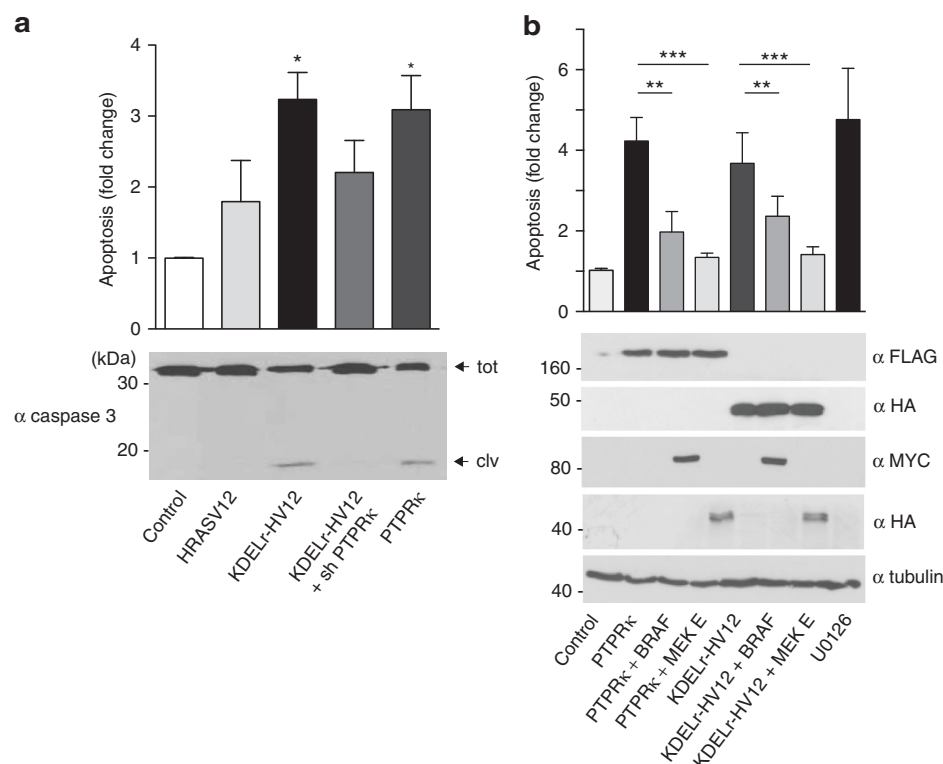 a
4
3
2
1
0
Apoptosis (fold change)
*
*
(kDa)
30 -
20 -
α caspase 3
tot
clv
Control
HRASV12
KDELr-HV12
KDELr-HV12
+ sh PTPRκ
PTPRκ
b
6
4
2
0
Apoptosis (fold change)
***
**
***
**
160 -
α FLAG
50 -
α HA
80 -
α MYC
40 -
α HA
40 -
α tubulin
Control
PTPRκ
PTPRκ + BRAF
PTPRκ + MEK E
KDELr-HV12
KDELr-HV12 + BRAF
KDELr-HV12 + MEK E
U0126